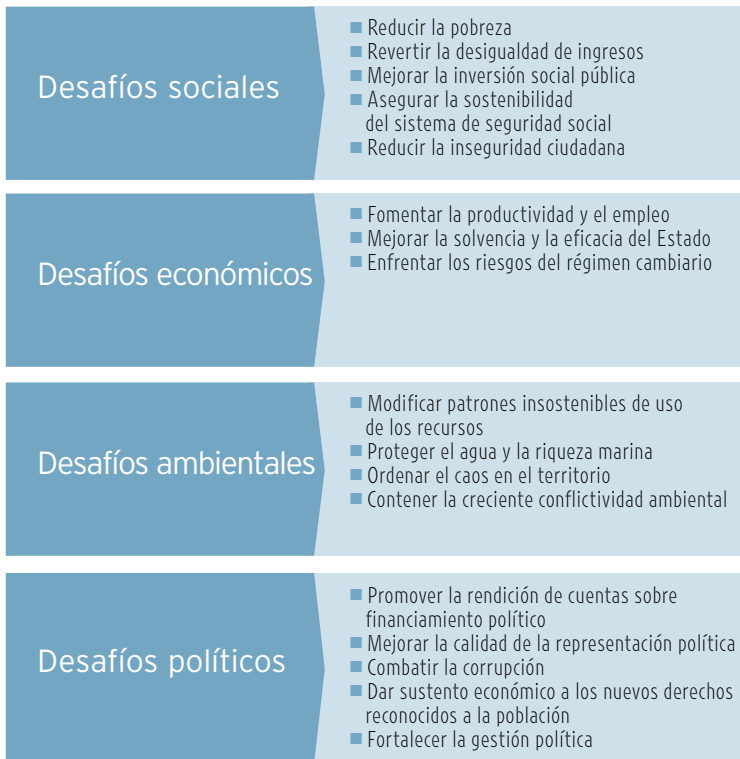 Desafíos sociales
■ Reducir la pobreza
■ Revertir la desigualdad de ingresos
■ Mejorar la inversión social pública
■ Asegurar la sostenibilidad
del sistema de seguridad social
■ Reducir la inseguridad ciudadana
Desafíos económicos
■ Fomentar la productividad y el empleo
■ Mejorar la solvencia y la eficacia del Estado
■ Enfrentar los riesgos del régimen cambiario
Desafíos ambientales
■ Modificar patrones insostenibles de uso
de los recursos
■ Proteger el agua y la riqueza marina
■ Ordenar el caos en el territorio
■ Contener la creciente conflictividad ambiental
Desafíos políticos
■ Promover la rendición de cuentas sobre
financiamiento político
■ Mejorar la calidad de la representación política
■ Combatir la corrupción
■ Dar sustento económico a los nuevos derechos
reconocidos a la población
■ Fortalecer la gestión política